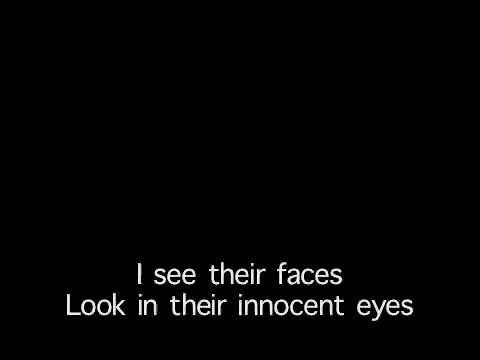 I see their faces
Look in their innocent eyes